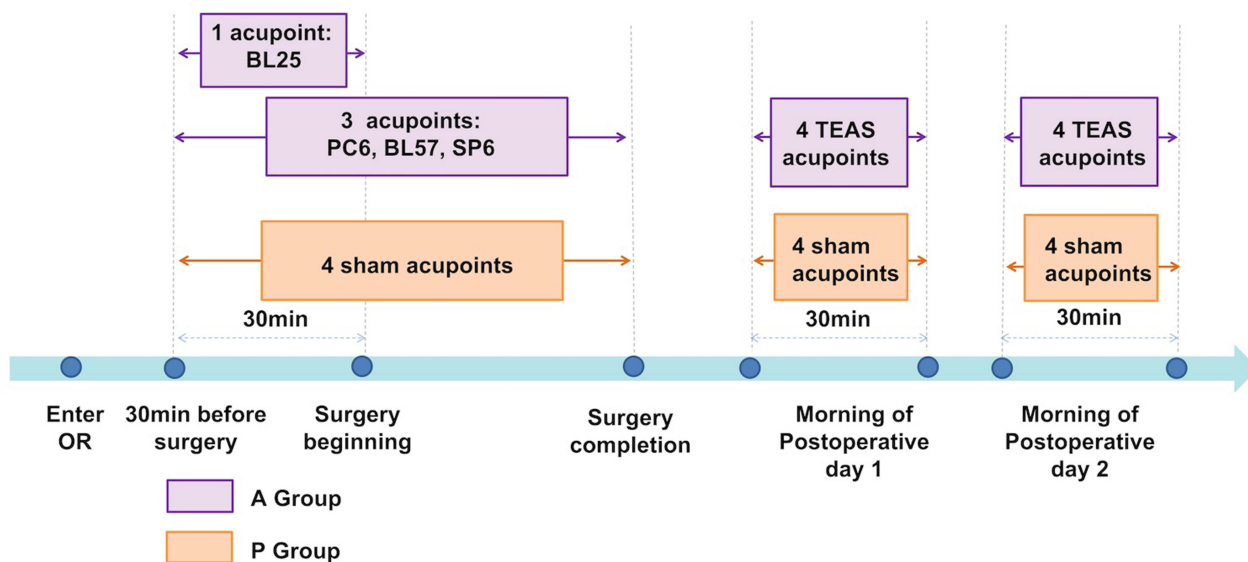 1 acupoint:
BL25
3 acupoints:
PC6, BL57, SP6
4 TEAS
acupoints
4 TEAS
acupoints
4 sham acupoints
4 sham
acupoints
4 sham
acupoints
30min
30min
30min
Enter
OR
30min before
surgery
Surgery
beginning
Surgery
completion
Morning of
Postoperative
day 1
Morning of
Postoperative
day 2
A Group
P Group